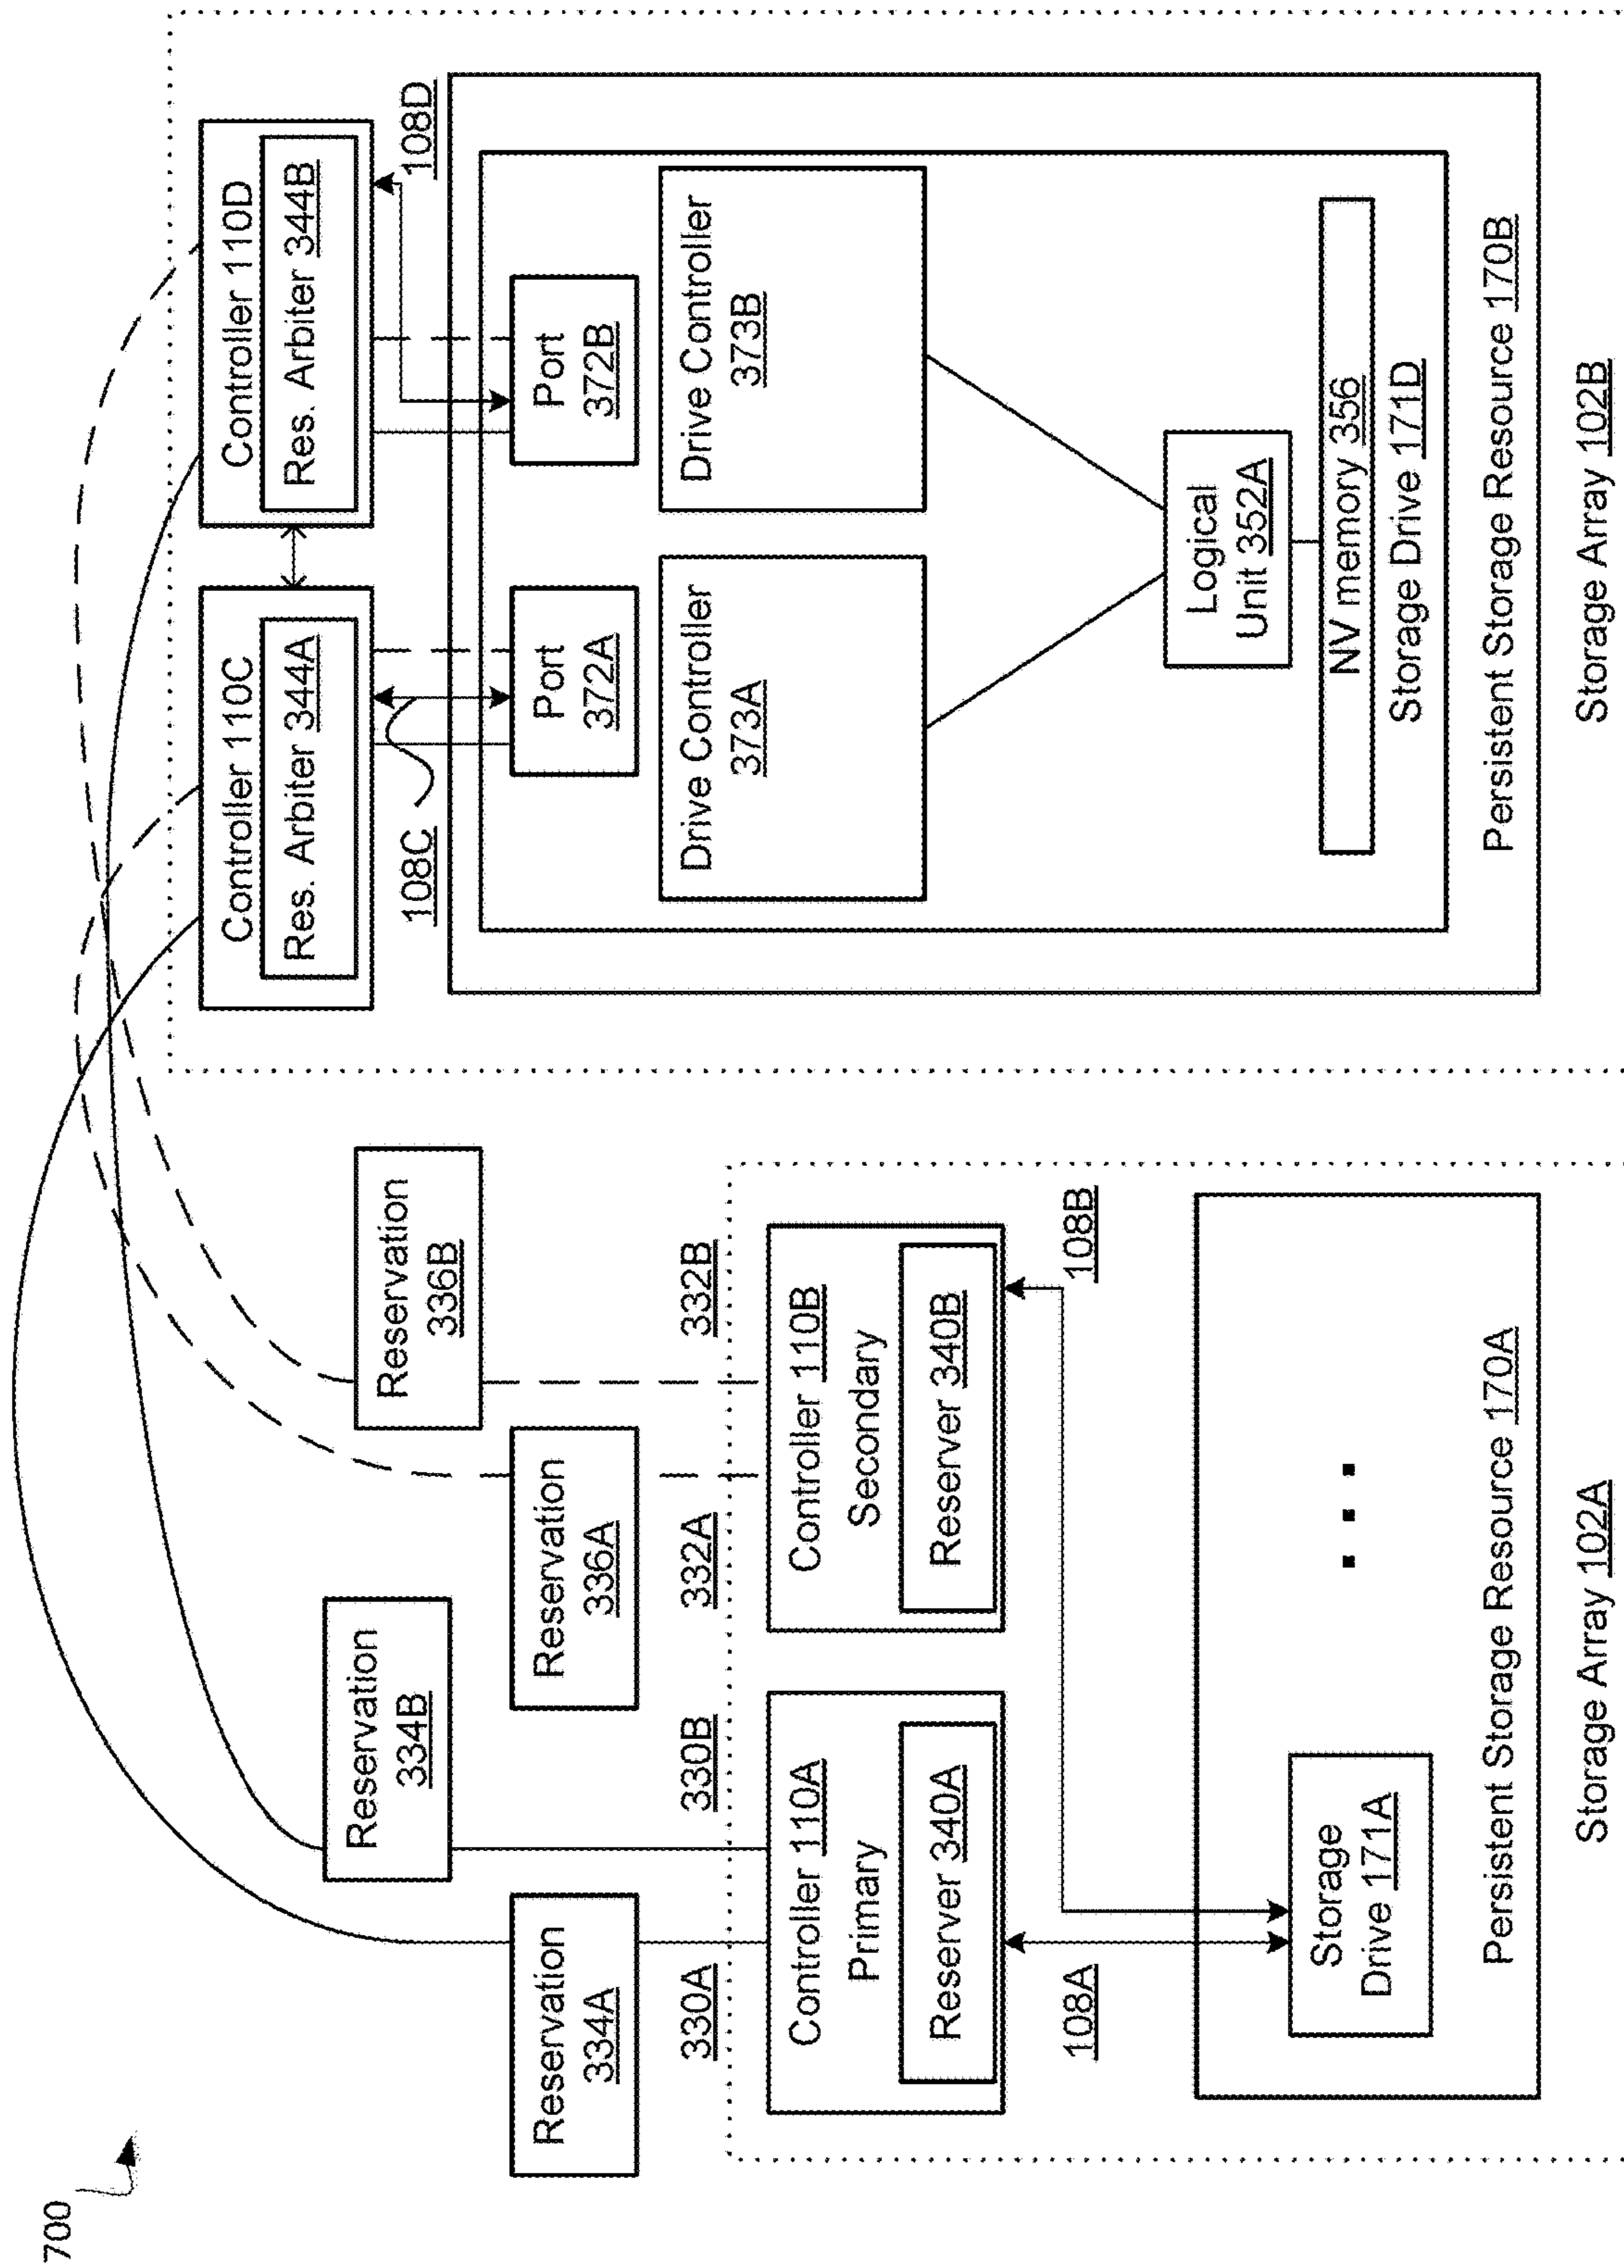 700
Reservation
334A
Reservation
334B
Reservation
336A
Reservation
336B
330A
330B
332A
332B
Controller 110A
Primary
Reserver 340A
Controller 110B
Secondary
Reserver 340B
108A
108B
Storage
Drive 171A
...
Persistent Storage Resource 170A
Storage Array 102A
Controller 110C
Res. Arbiter 344A
Controller 110D
Res. Arbiter 344B
108C
108D
Port
372A
Port
372B
Drive Controller
373A
Drive Controller
373B
Logical
Unit 352A
NV memory 356
Storage Drive 171D
Persistent Storage Resource 170B
Storage Array 102B